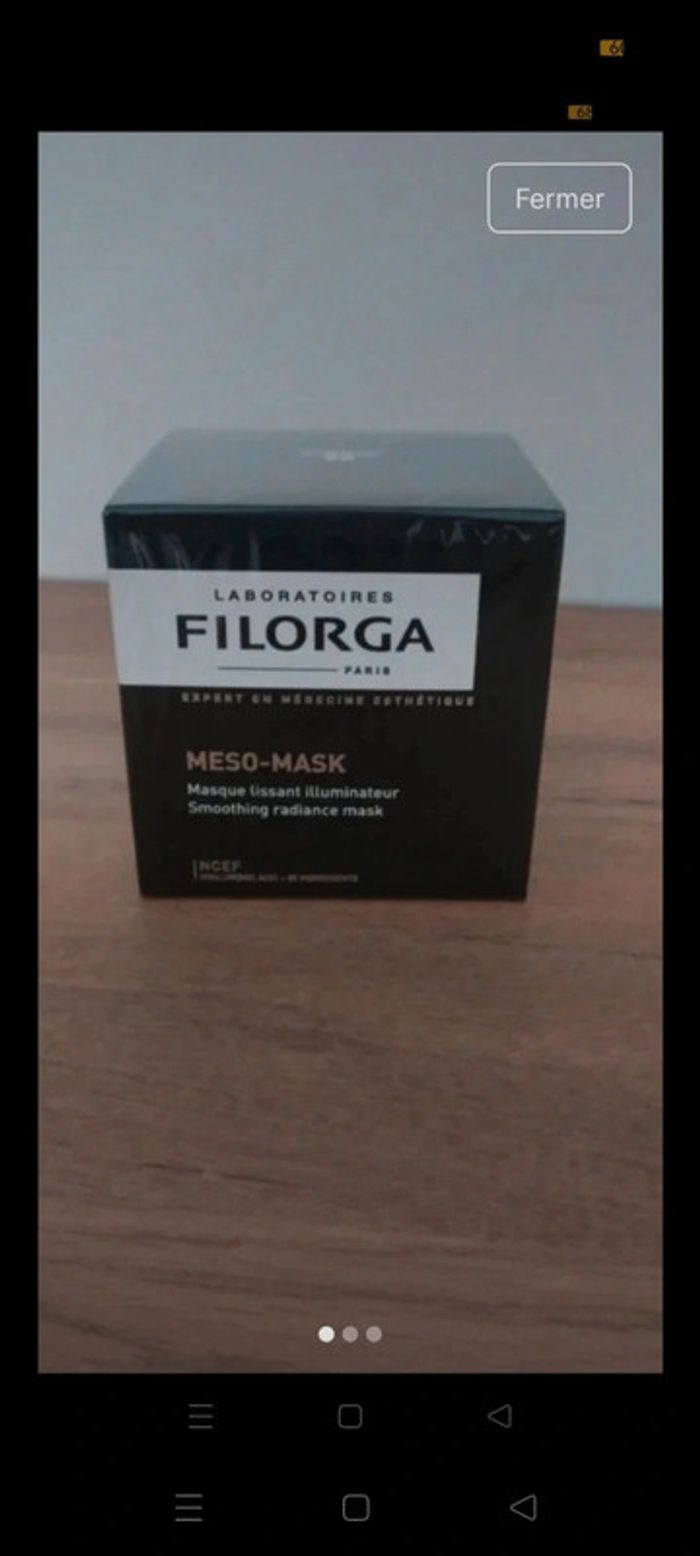 Fermer
LABORATOIRES
FILORGA
PARIS
EXPERT EN MÉDECINE ESTHÉTIQUE
MESO-MASK
Masque lissant illuminateur
Smoothing radiance mask
NCEF